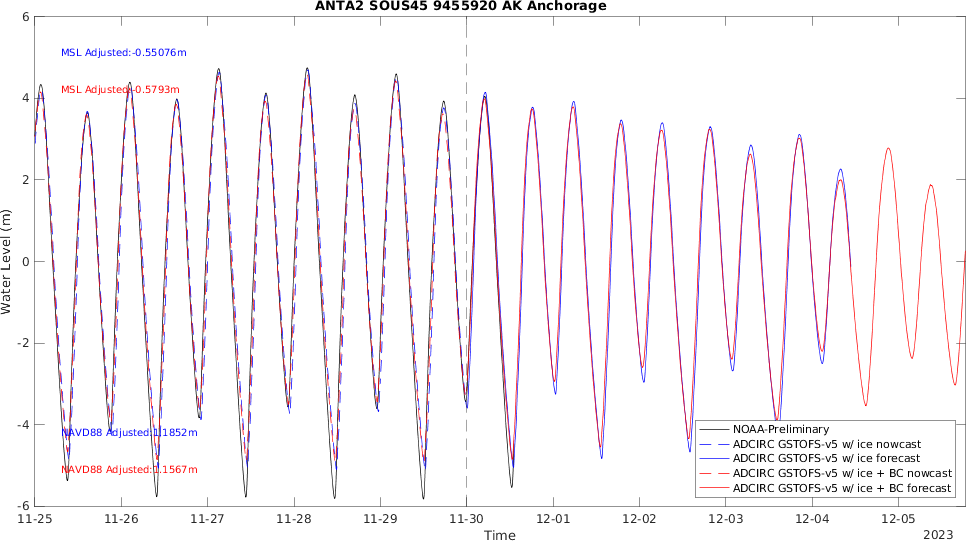 ANTA2 SOUS45 9455920 AK Anchorage
MSL Adjusted:-0.55076m
MSL Adjusted:-0.5793m
NAVD88 Adjusted:1.1852m
NAVD88 Adjusted:1.1567m
Water Level (m)
6
4
2
0
-2
-4
-6
11-25
11-26
11-27
11-28
11-29
11-30
12-01
12-02
12-03
12-04
12-05
Time
2023
NOAA-Preliminary
ADCIRC GSTOFS-v5 w/ ice nowcast
ADCIRC GSTOFS-v5 w/ ice forecast
ADCIRC GSTOFS-v5 w/ ice + BC nowcast
ADCIRC GSTOFS-v5 w/ ice + BC forecast